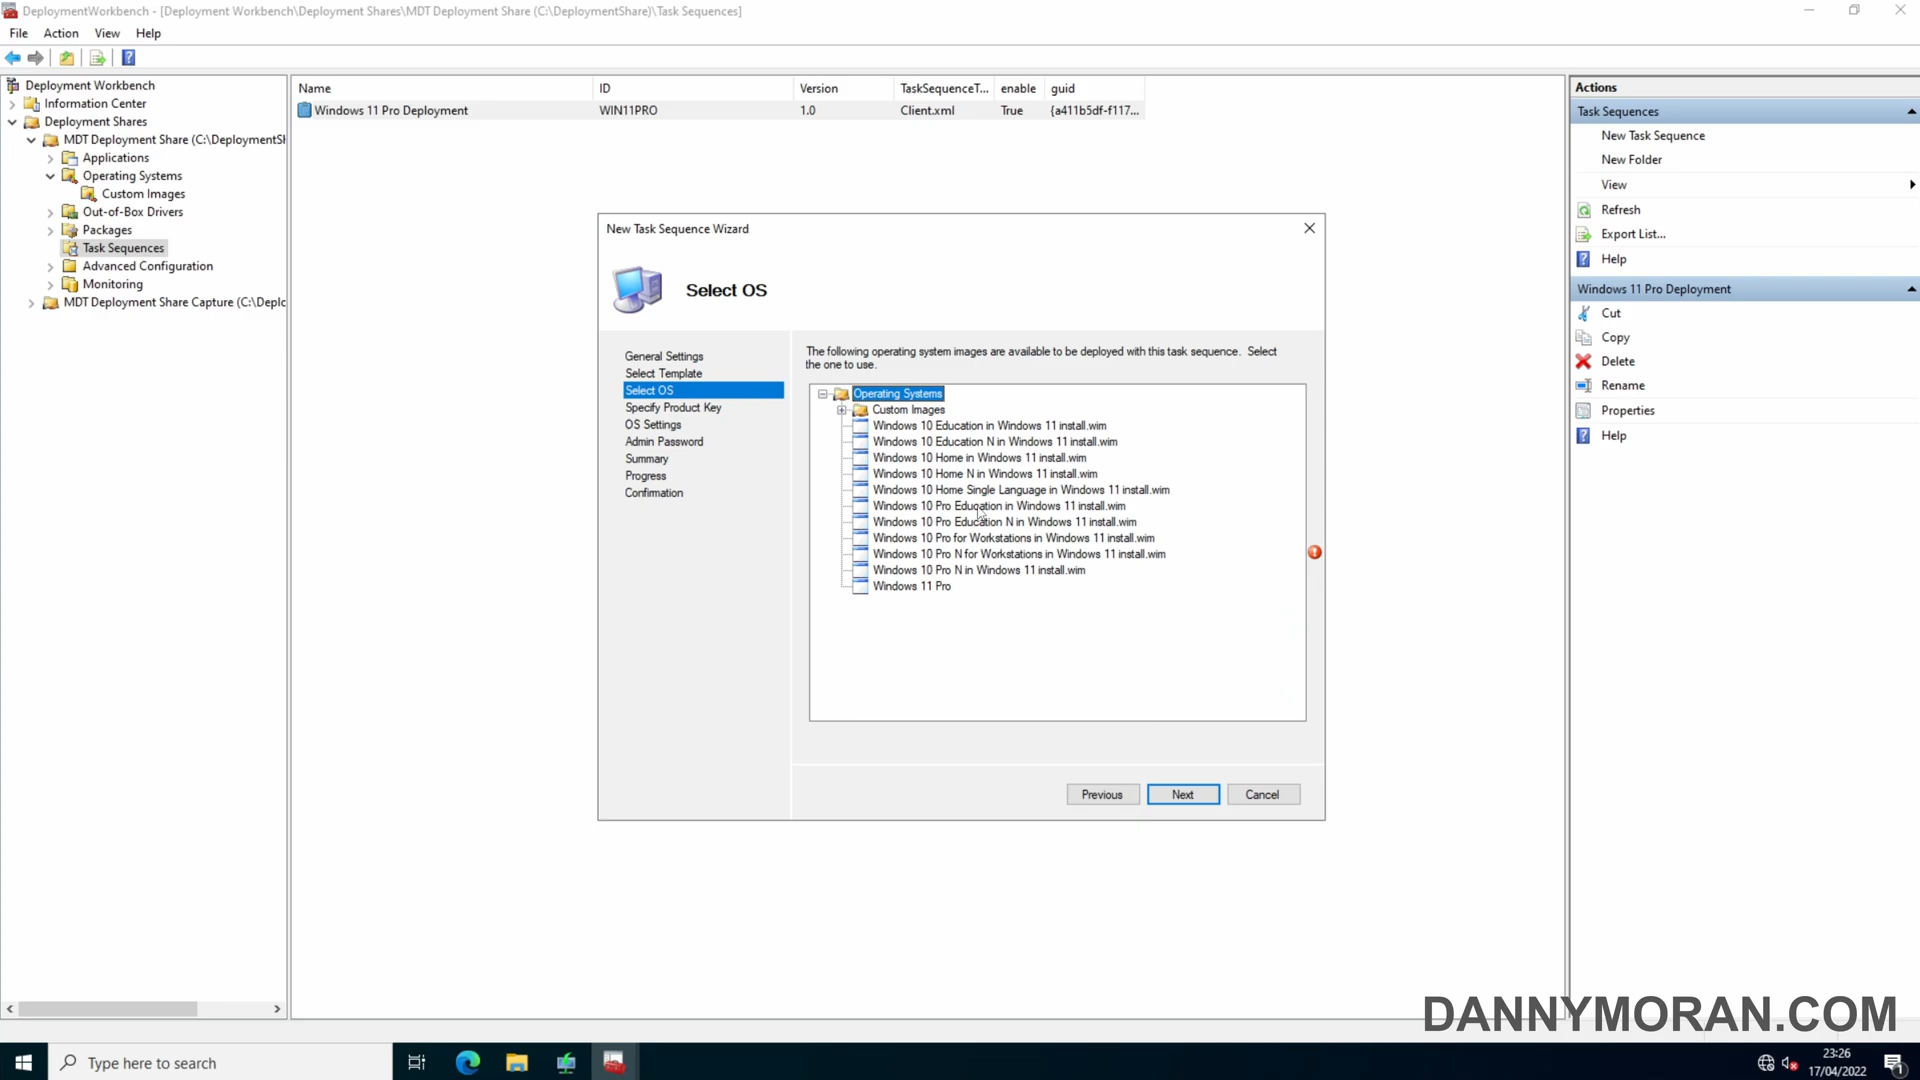 DeploymentWorkbench - [Deployment Workbench\Deployment Shares\MDT Deployment Share (C:\DeploymentShare)\Task Sequences]
File Action View Help
Deployment Workbench
Information Center
Deployment Shares
MDT Deployment Share (C:\DeploymentSh
Applications
Operating Systems
Custom Images
Out-of-Box Drivers
Packages
Task Sequences
Advanced Configuration
Monitoring
MDT Deployment Share Capture (C:\Deplc
Name ID Version TaskSequenceT... enable guid
Windows 11 Pro Deployment WIN11PRO 1.0 Client.xml True {a411b5df-f117...
New Task Sequence Wizard
Select OS
General Settings
Select Template
Select OS
Specify Product Key
OS Settings
Admin Password
Summary
Progress
Confirmation
The following operating system images are available to be deployed with this task sequence. Select
the one to use.
Operating Systems
Custom Images
Windows 10 Education in Windows 11 install.wim
Windows 10 Education N in Windows 11 install.wim
Windows 10 Home in Windows 11 install.wim
Windows 10 Home N in Windows 11 install.wim
Windows 10 Home Single Language in Windows 11 install.wim
Windows 10 Pro Education in Windows 11 install.wim
Windows 10 Pro Education N in Windows 11 install.wim
Windows 10 Pro for Workstations in Windows 11 install.wim
Windows 10 Pro N for Workstations in Windows 11 install.wim
Windows 10 Pro N in Windows 11 install.wim
Windows 11 Pro
Previous Next Cancel
Actions
Task Sequences
New Task Sequence
New Folder
View
Refresh
Export List...
Help
Windows 11 Pro Deployment
Cut
Copy
Delete
Rename
Properties
Help
DANNYMORAN.COM
Type here to search
23:26
17/04/2022
1